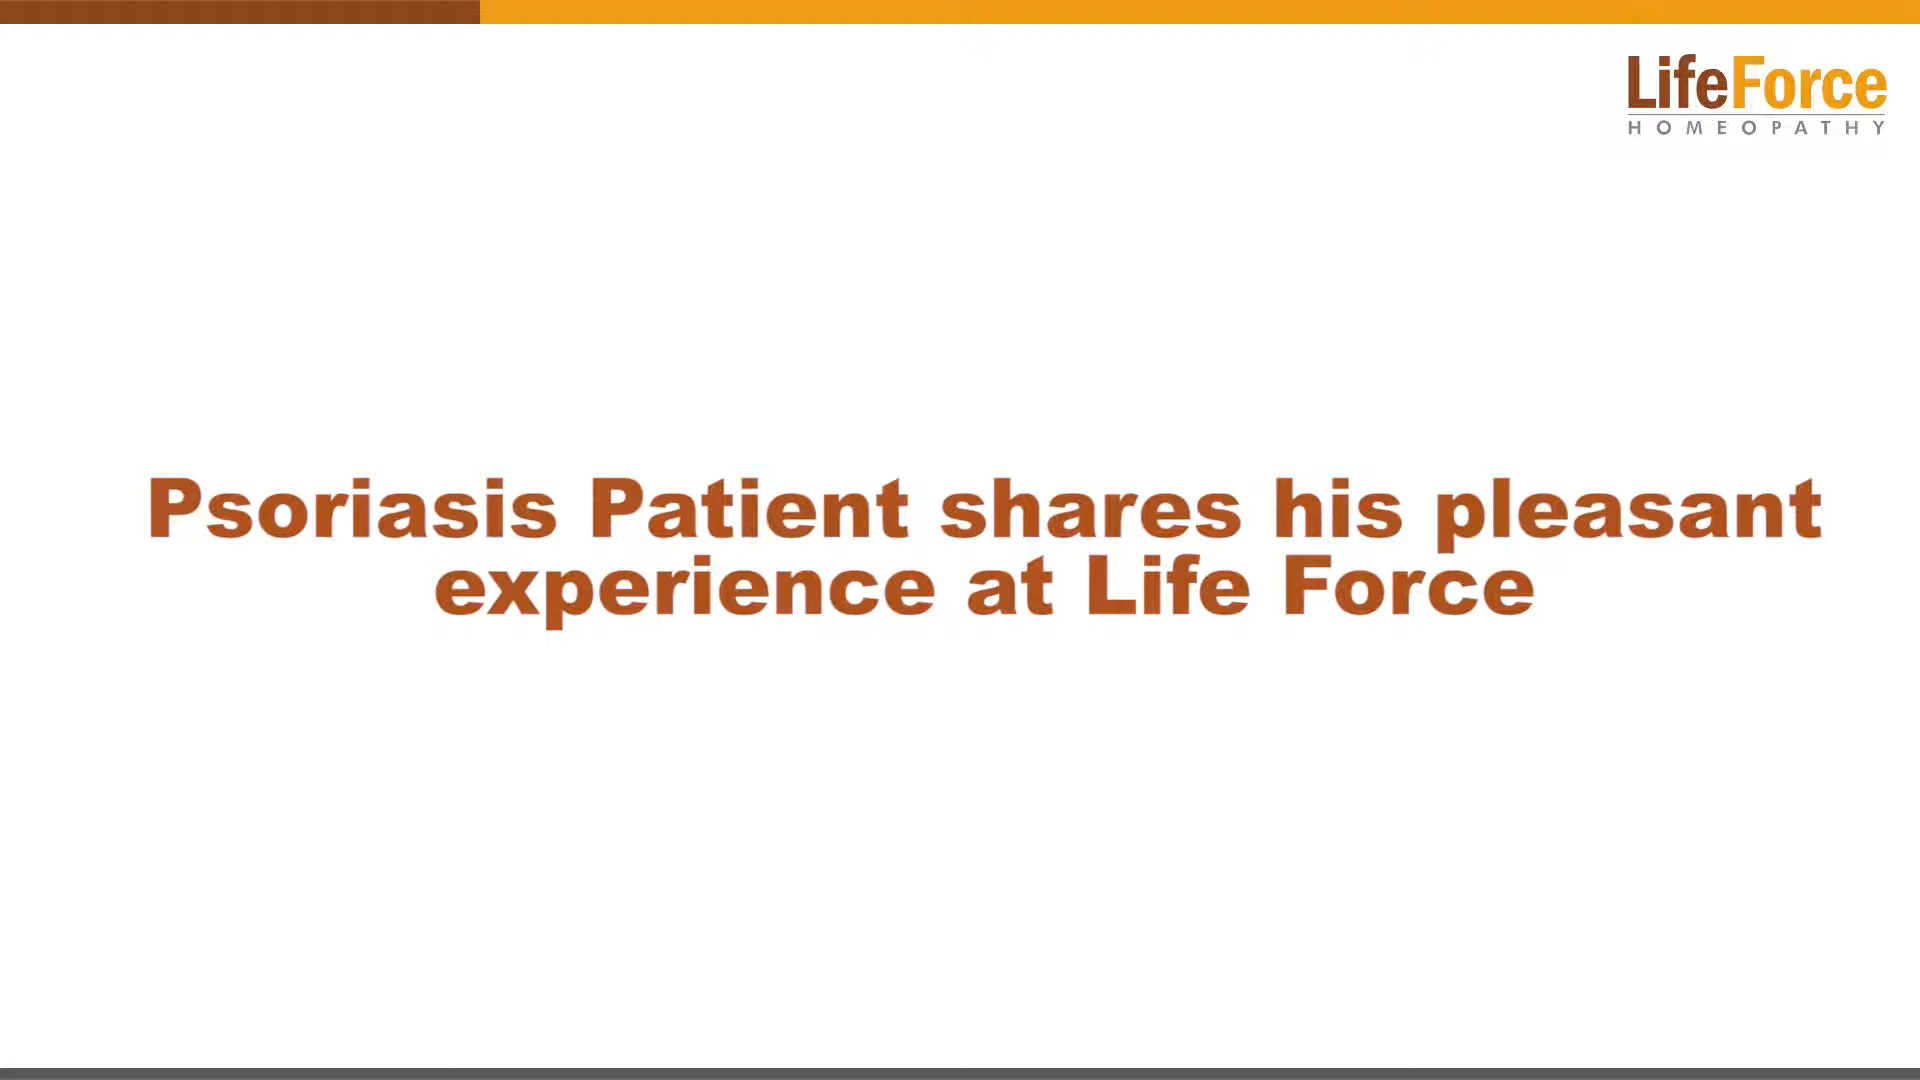 LifeForce
HOMEOPATHY
Psoriasis Patient shares his pleasant
experience at Life Force